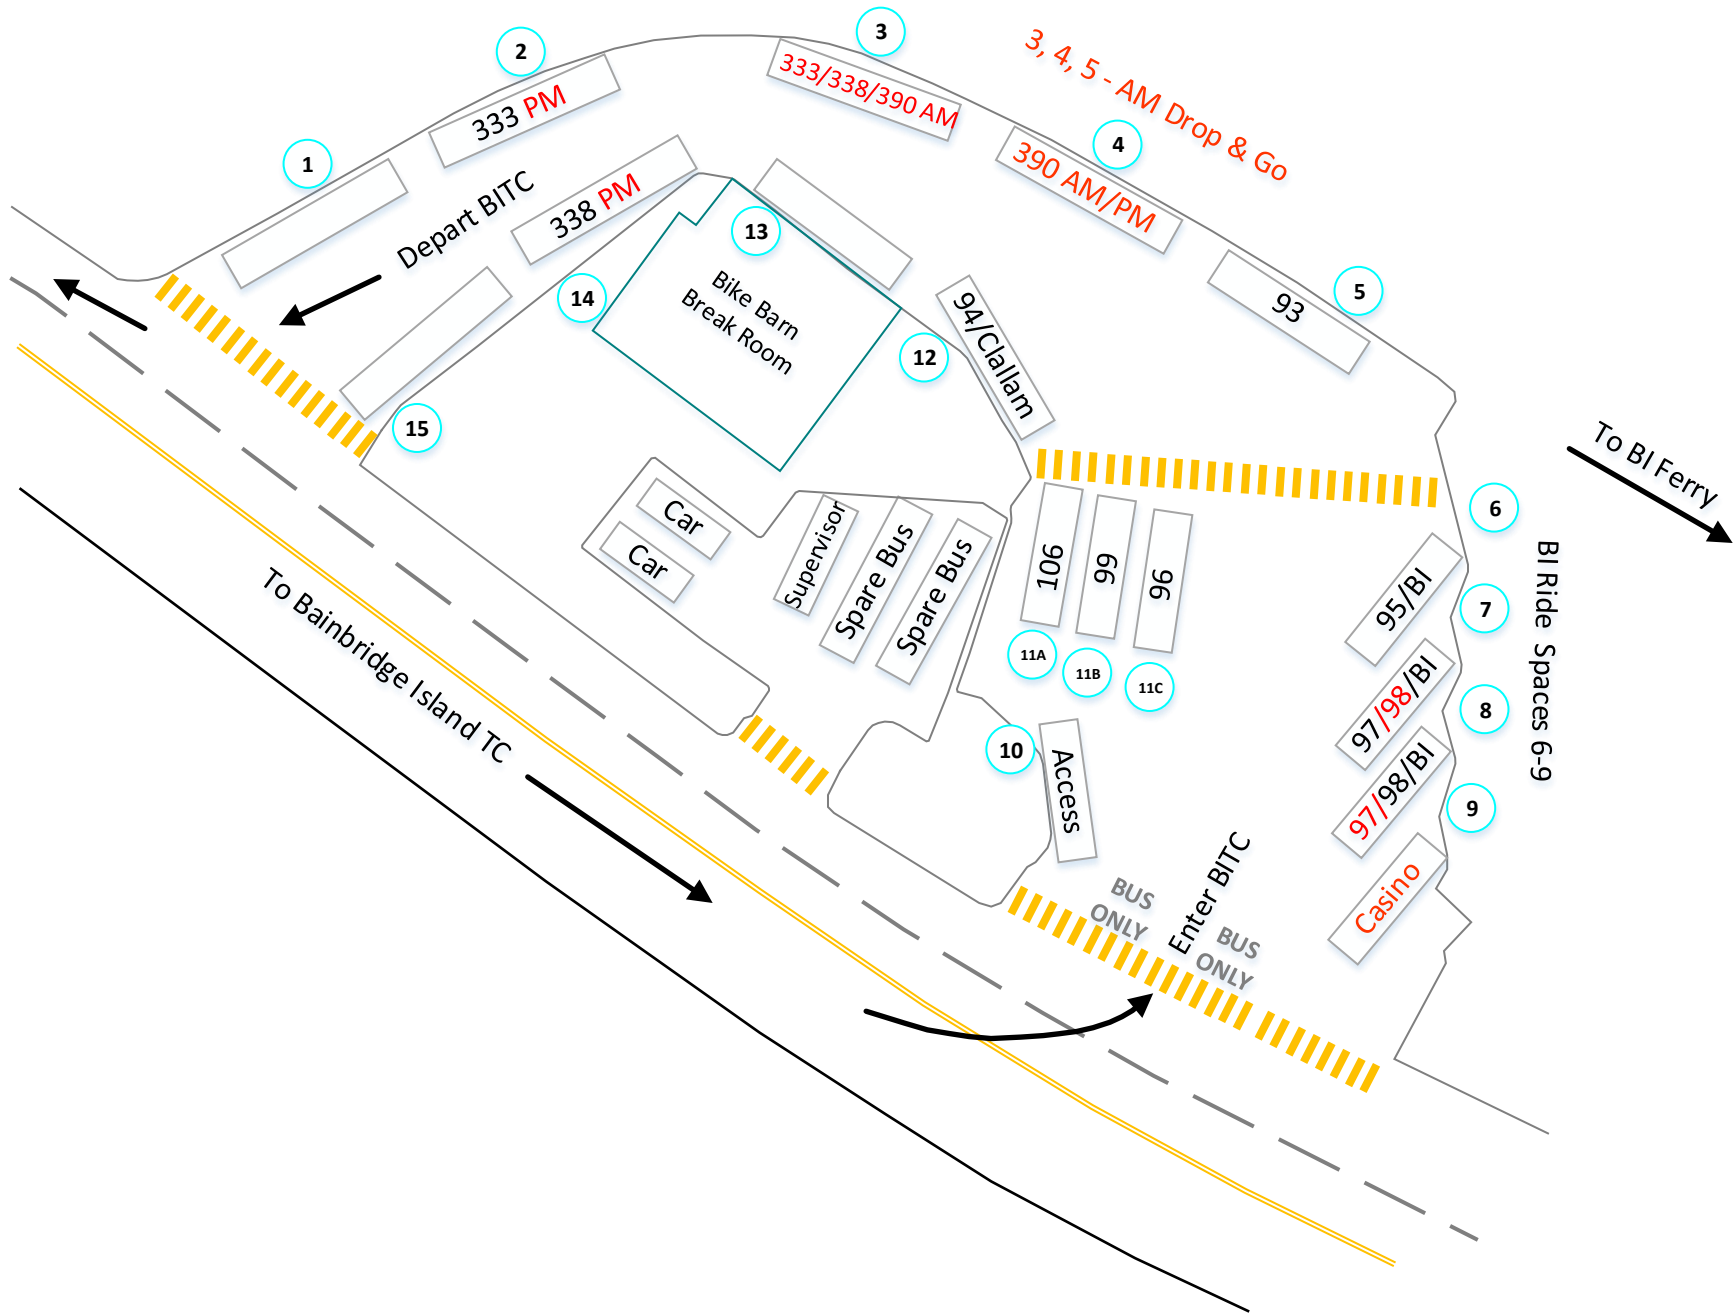 3
2
3, 4, 5 - AM Drop & Go
333/338/390 AM
333 PM
4
1
390 AM/PM
338 PM
Depart BITC
13
5
93
14
Bike Barn
Break Room
94/Clallam
12
15
To BI Ferry
6
Car
Car
Supervisor
Spare Bus
Spare Bus
106
99
96
95/BI
7
BI Ride Spaces 6-9
11A
11B
11C
97/98/BI
8
To Bainbridge Island TC
10
Access
97/98/BI
9
Casino
Enter BITC
BUS
ONLY
BUS
ONLY